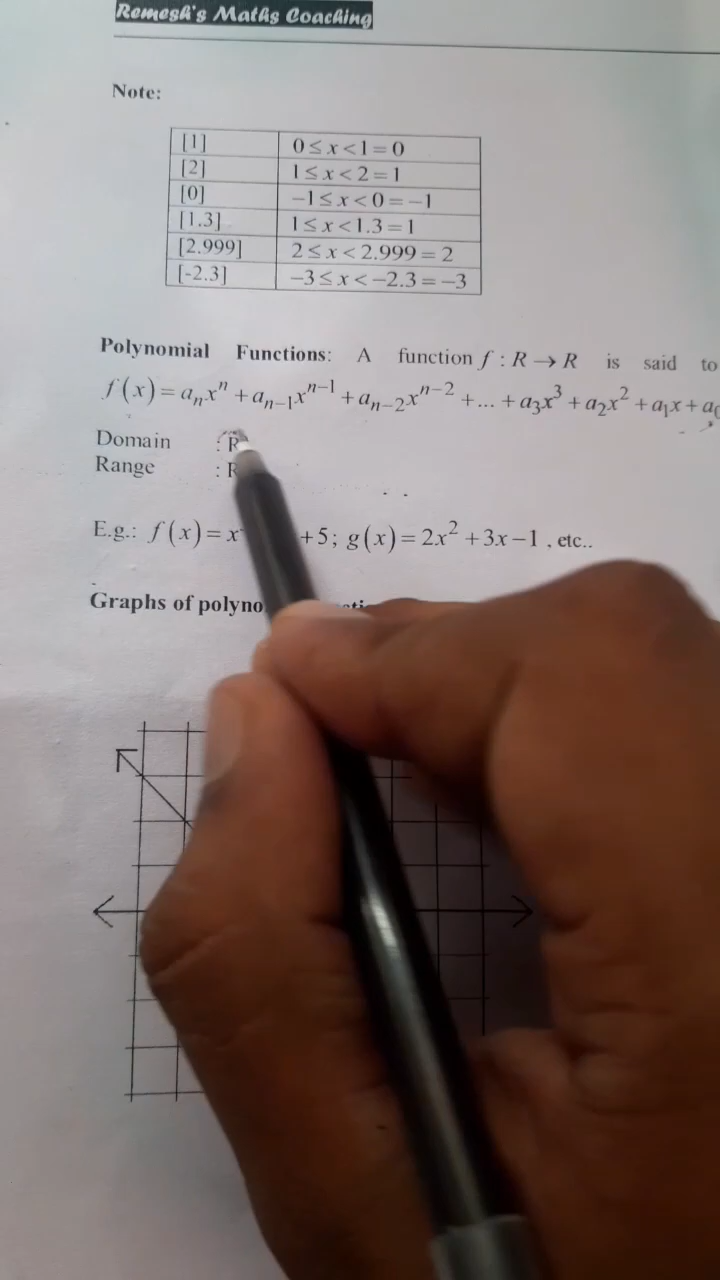 Remesh's Maths Coaching
Note:
[1] 0 ≤ x < 1 = 0
[2] 1 ≤ x < 2 = 1
[0] −1 ≤ x < 0 = −1
[1.3] 1 ≤ x < 1.3 = 1
[2.999] 2 ≤ x < 2.999 = 2
[-2.3] −3 ≤ x < −2.3 = −3
Polynomial Functions: A function f : R → R is said to
f(x) = aₙxⁿ + aₙ₋₁xⁿ⁻¹ + aₙ₋₂xⁿ⁻² + ... + a₃x³ + a₂x² + a₁x + a₀
Domain : R
Range : R
E.g.: f(x) = x +5; g(x) = 2x² + 3x − 1 , etc..
Graphs of